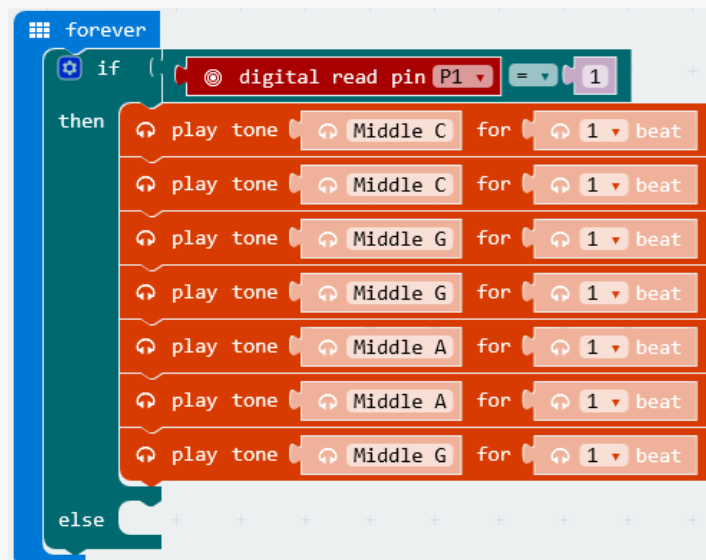 forever
if digital read pin P1 = 1
then play tone Middle C for 1 beat
play tone Middle C for 1 beat
play tone Middle G for 1 beat
play tone Middle G for 1 beat
play tone Middle A for 1 beat
play tone Middle A for 1 beat
play tone Middle G for 1 beat
else